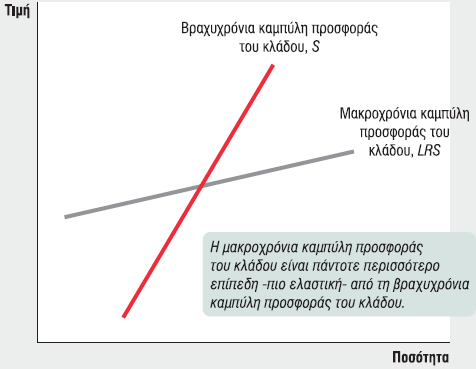 Τιμή
Βραχυχρόνια καμπύλη προσφοράς
του κλάδου, S
Μακροχρόνια καμπύλη
προσφοράς του
κλάδου, LRS
Η μακροχρόνια καμπύλη προσφοράς
του κλάδου είναι πάντοτε περισσότερο
επίπεδη -πιο ελαστική- από τη βραχυχρόνια
καμπύλη προσφοράς του κλάδου.
Ποσότητα